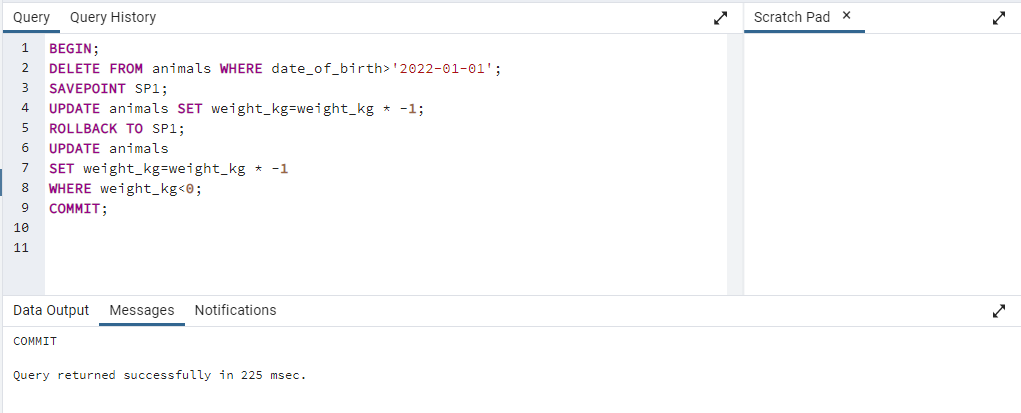 Query Query History
Scratch Pad ×
1 BEGIN;
2 DELETE FROM animals WHERE date_of_birth>'2022-01-01';
3 SAVEPOINT SP1;
4 UPDATE animals SET weight_kg=weight_kg * -1;
5 ROLLBACK TO SP1;
6 UPDATE animals
7 SET weight_kg=weight_kg * -1
8 WHERE weight_kg<0;
9 COMMIT;
10
11
Data Output Messages Notifications
COMMIT
Query returned successfully in 225 msec.